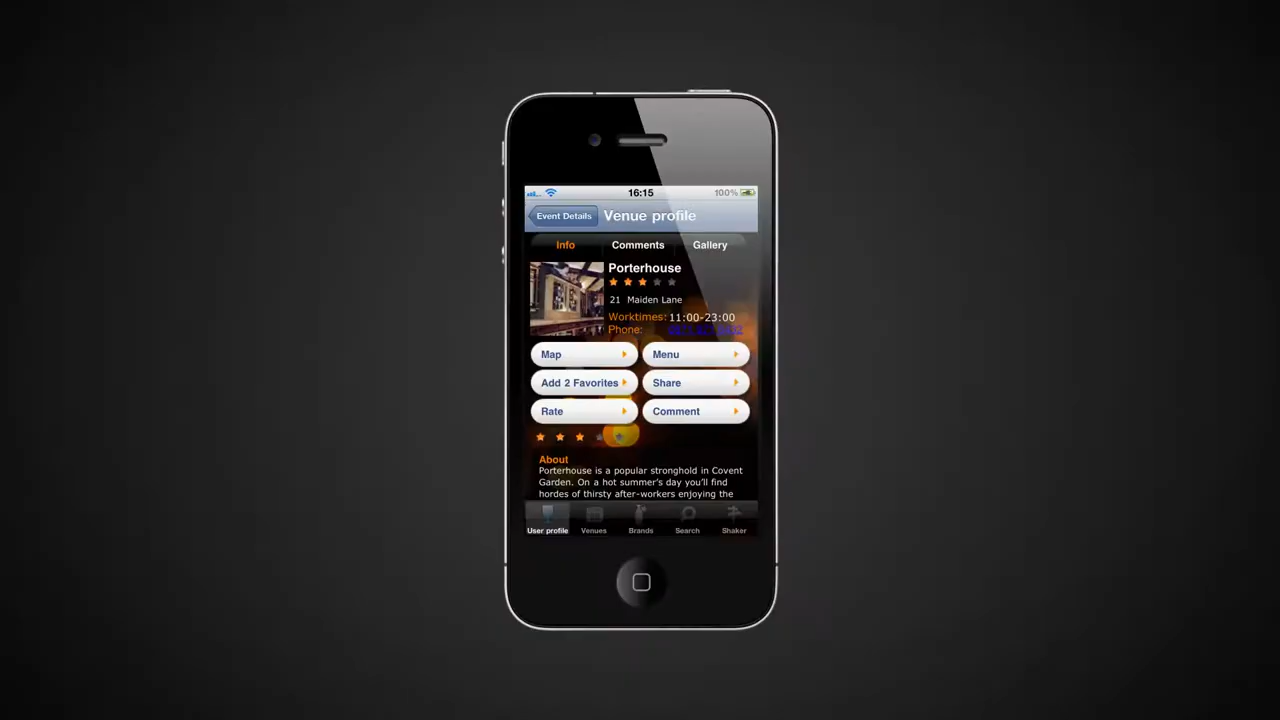 16:15 100%
Event Details Venue profile
Info Comments Gallery
Porterhouse
21 Maiden Lane
Worktimes: 11:00-23:00
Phone:
Map Menu
Add 2 Favorites Share
Rate Comment
About
Porterhouse is a popular stronghold in Covent
Garden. On a hot summer's day you'll find
hordes of thirsty after-workers enjoying the
User profile Venues Brands Search Shaker